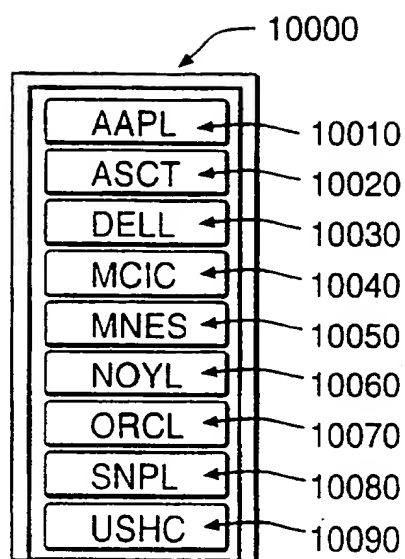 10000
AAPL 10010
ASCT 10020
DELL 10030
MCIC 10040
MNES 10050
NOYL 10060
ORCL 10070
SNPL 10080
USHC 10090